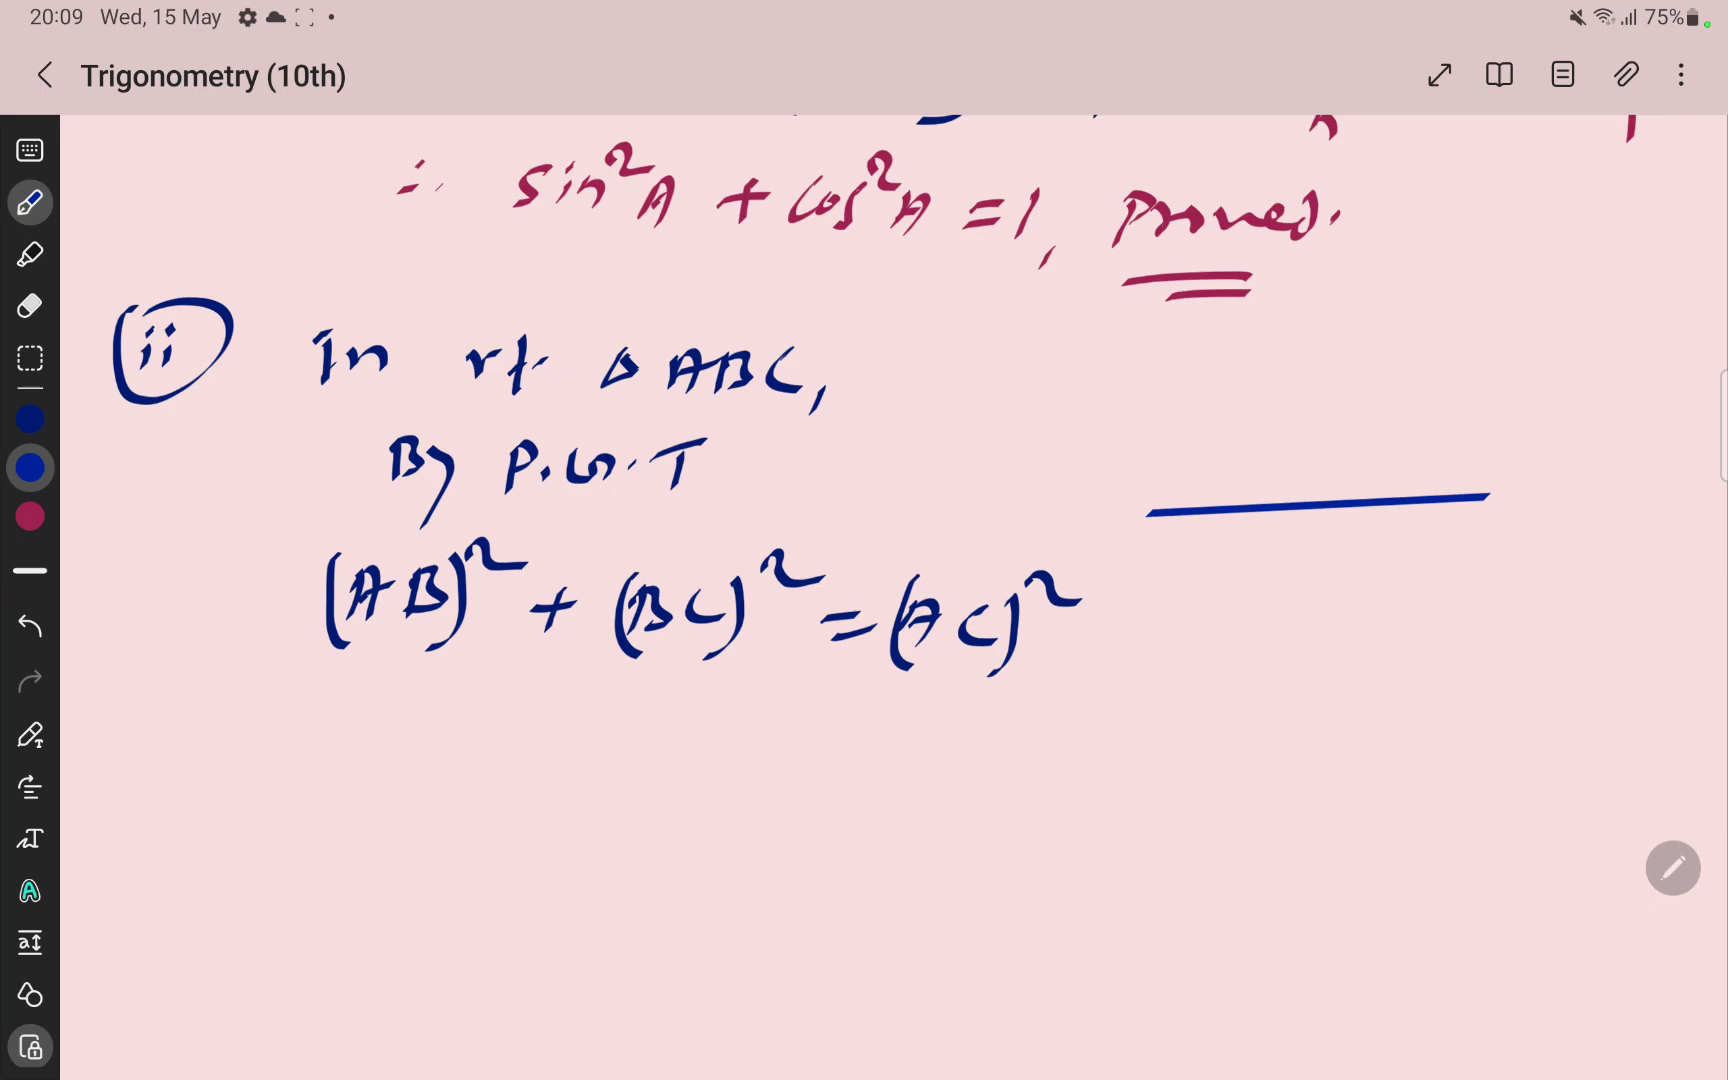 20:09 Wed, 15 May 75%
Trigonometry (10th)
∴ sin²A + cos²A = 1, Proved.
(ii) In rt. △ ABC,
By P.G.T
(AB)² + (BC)² = (AC)²